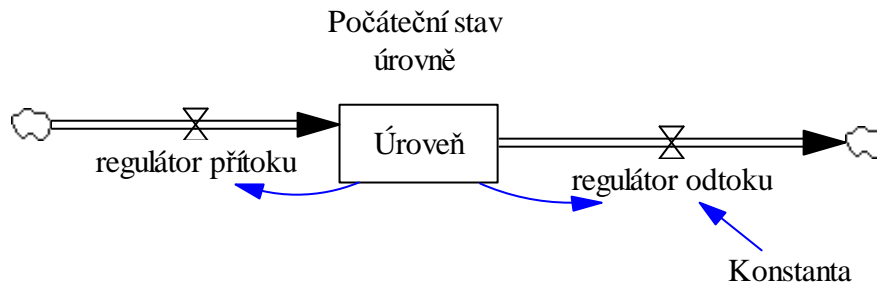 Počáteční stav
úrovně
Úroveň
regulátor přítoku
regulátor odtoku
Konstanta